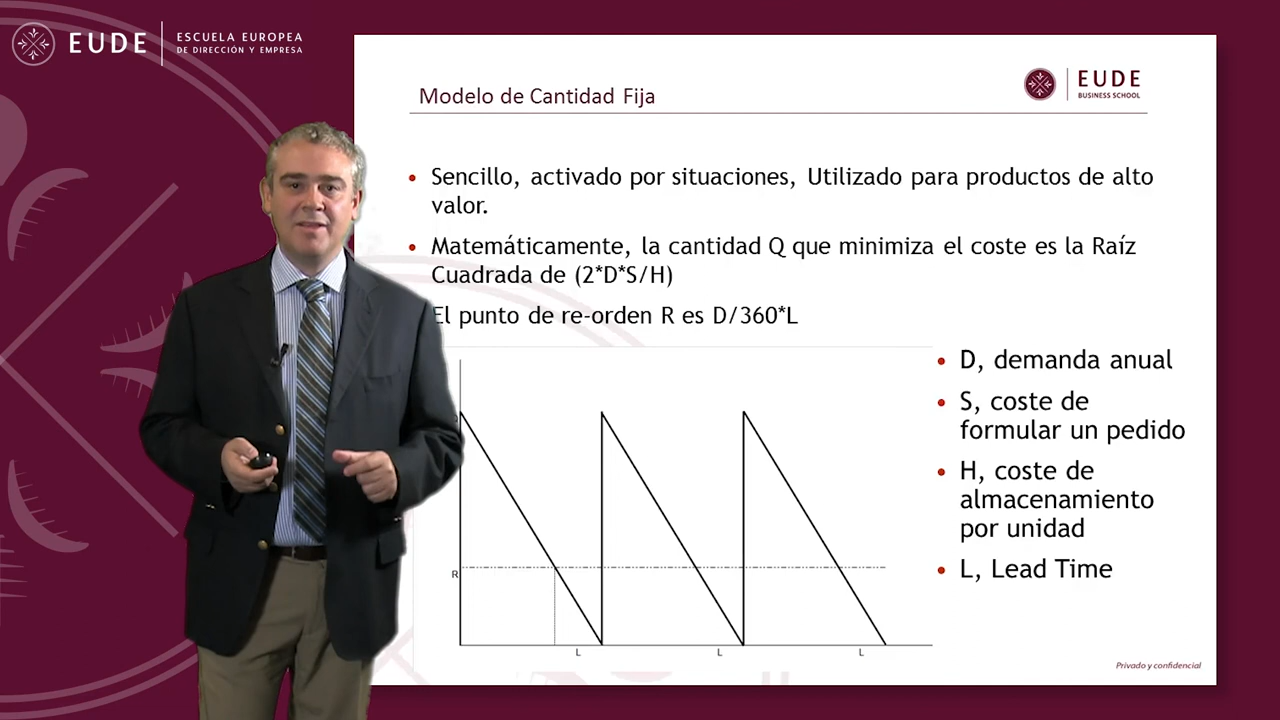 EUDE
ESCUELA EUROPEA
DE DIRECCIÓN Y EMPRESA
EUDE
BUSINESS SCHOOL
Modelo de Cantidad Fija
Sencillo, activado por situaciones, Utilizado para productos de alto
valor.
Matemáticamente, la cantidad Q que minimiza el coste es la Raíz
Cuadrada de (2*D*S/H)
El punto de re-orden R es D/360*L
D, demanda anual
S, coste de
formular un pedido
H, coste de
almacenamiento
por unidad
L, Lead Time
R
L
L
L
Privado y confidencial